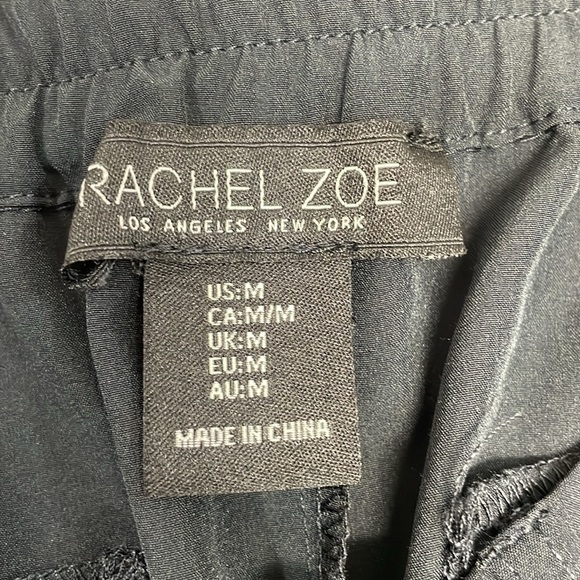 RACHEL ZOE
LOS ANGELES NEW YORK
US:M
CA:M/M
UK:M
EU:M
AU:M
MADE IN CHINA